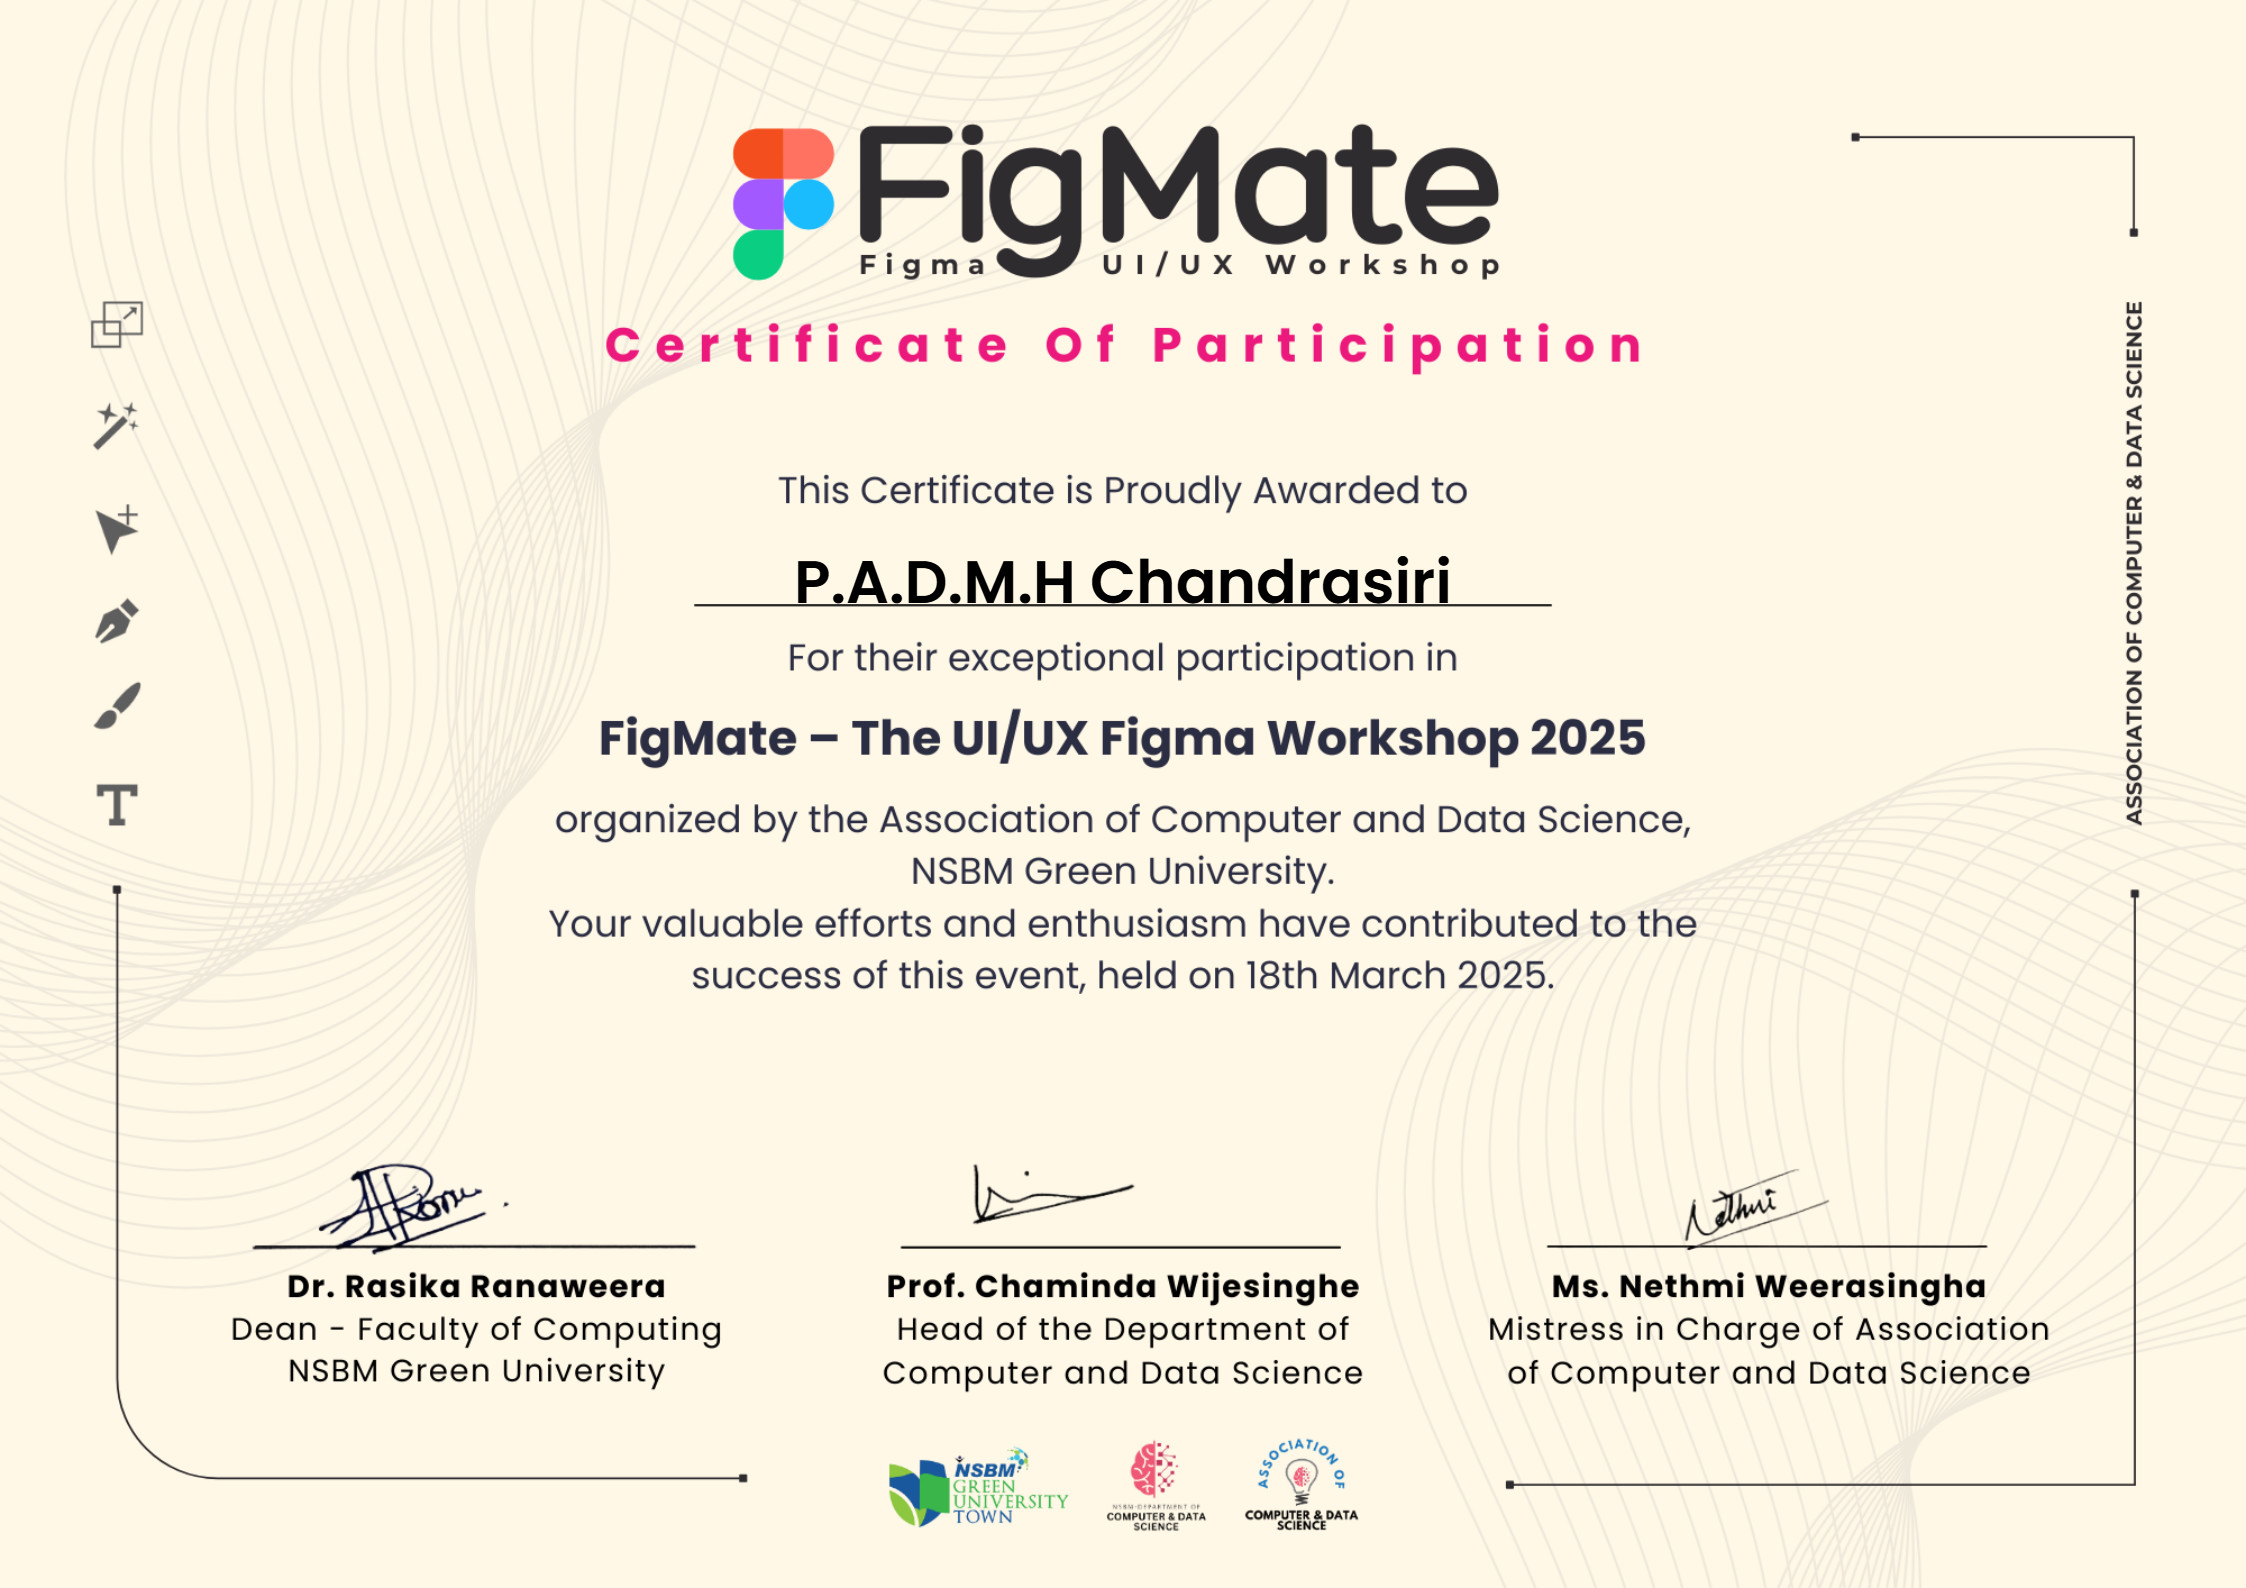 FigMate
Figma UI/UX Workshop
Certificate Of Participation
This Certificate is Proudly Awarded to
P.A.D.M.H Chandrasiri
For their exceptional participation in
FigMate – The UI/UX Figma Workshop 2025
organized by the Association of Computer and Data Science,
NSBM Green University.
Your valuable efforts and enthusiasm have contributed to the
success of this event, held on 18th March 2025.
ASSOCIATION OF COMPUTER & DATA SCIENCE
Nethmi
Dr. Rasika Ranaweera
Dean - Faculty of Computing
NSBM Green University
Prof. Chaminda Wijesinghe
Head of the Department of
Computer and Data Science
Ms. Nethmi Weerasingha
Mistress in Charge of Association
of Computer and Data Science
NSBM
GREEN
UNIVERSITY
TOWN
NSBM-DEPARTMENT OF
COMPUTER & DATA
SCIENCE
ASSOCIATION OF
COMPUTER & DATA
SCIENCE